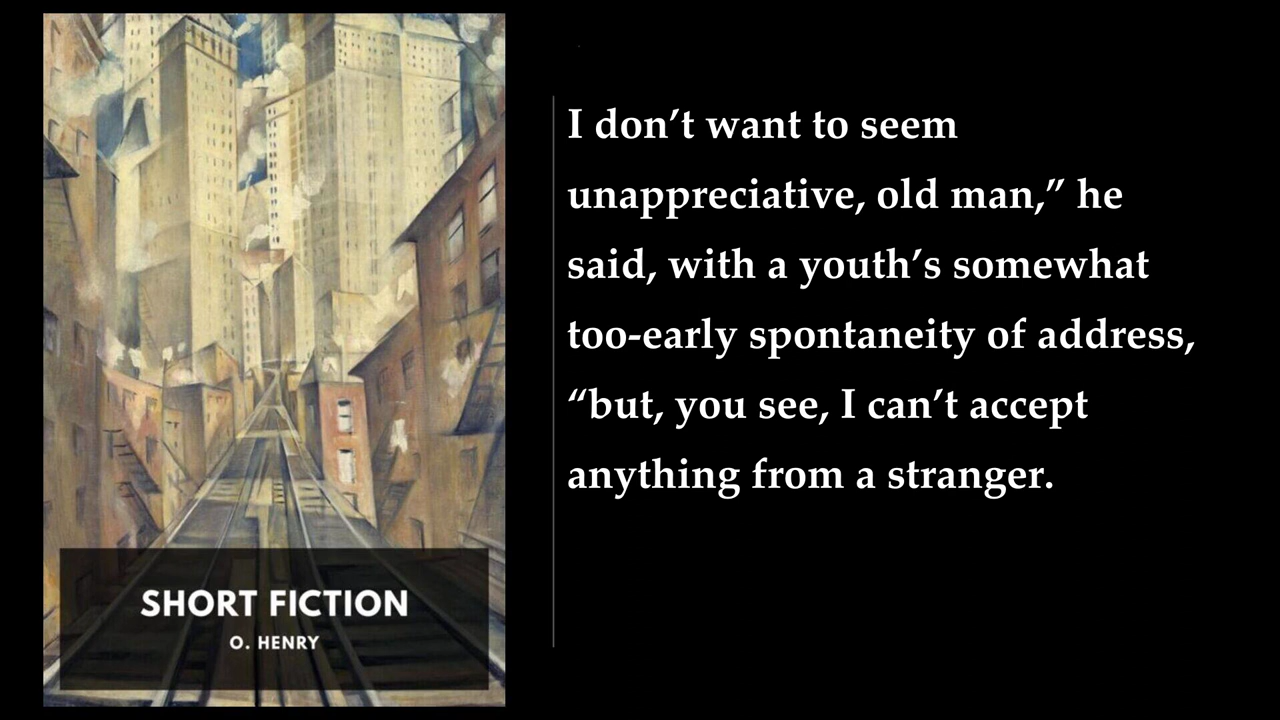 SHORT FICTION
O. HENRY
I don’t want to seem
unappreciative, old man,” he
said, with a youth’s somewhat
too-early spontaneity of address,
“but, you see, I can’t accept
anything from a stranger.